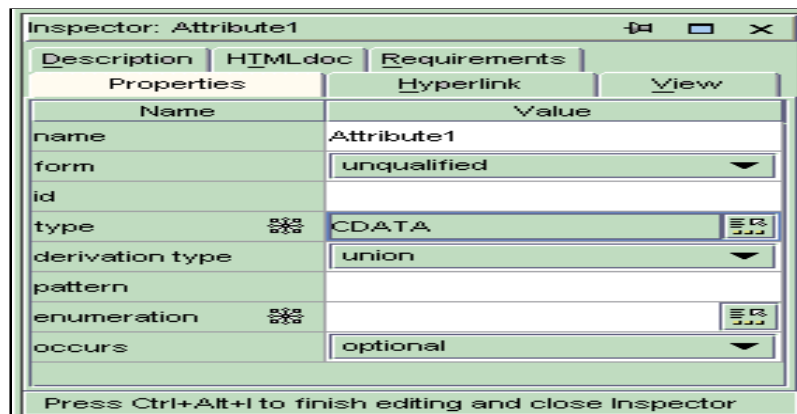 Inspector: Attribute1
Description HTMLdoc Requirements
Properties Hyperlink View
Name Value
name Attribute1
form unqualified
id
type CDATA
derivation type union
pattern
enumeration
occurs optional
Press Ctrl+Alt+I to finish editing and close Inspector